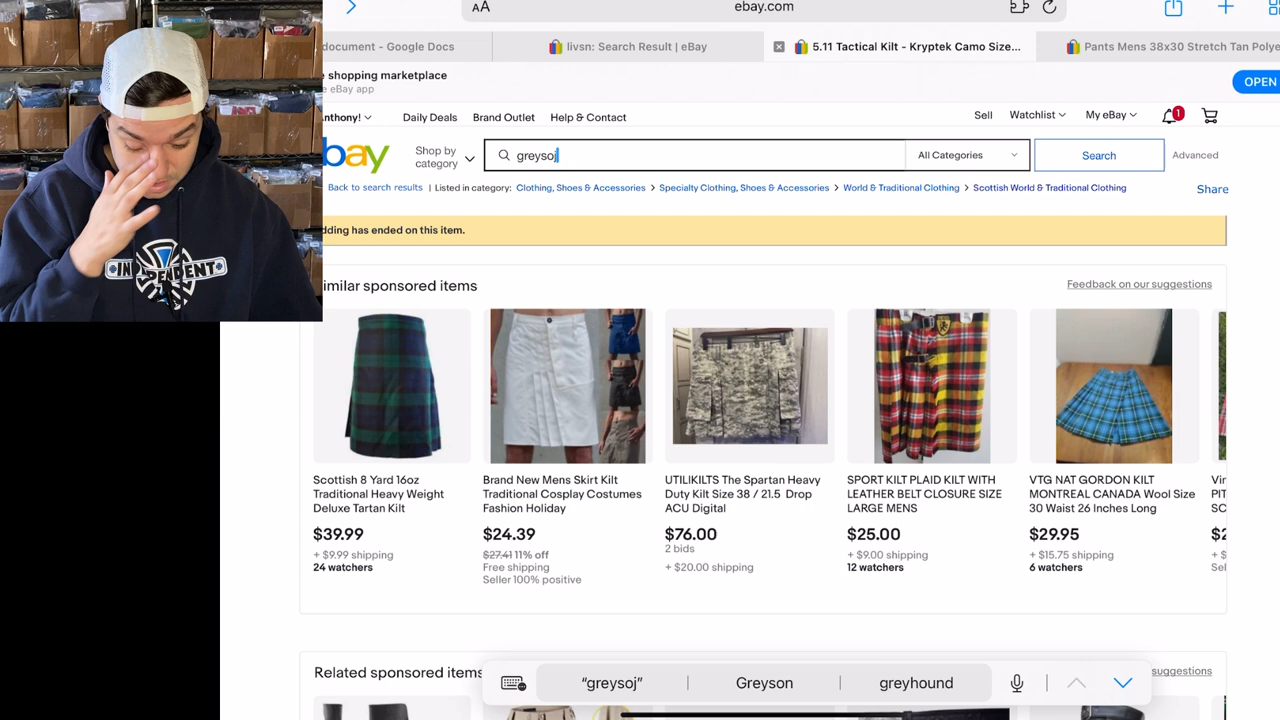 AA
ebay.com
document - Google Docs
livsn: Search Result | eBay
5.11 Tactical Kilt - Kryptek Camo Size...
Pants Mens 38x30 Stretch Tan Polye
e shopping marketplace
e eBay app
OPEN
nthony!
Daily Deals
Brand Outlet
Help & Contact
Sell
Watchlist
My eBay
1
bay
Shop by
category
greysoj
All Categories
Search
Advanced
Back to search results | Listed in category:
Clothing, Shoes & Accessories > Specialty Clothing, Shoes & Accessories > World & Traditional Clothing > Scottish World & Traditional Clothing
Share
dding has ended on this item.
imilar sponsored items
Feedback on our suggestions
Scottish 8 Yard 16oz
Traditional Heavy Weight
Deluxe Tartan Kilt
$39.99
+ $9.99 shipping
24 watchers
Brand New Mens Skirt Kilt
Traditional Cosplay Costumes
Fashion Holiday
$24.39
$27.41 11% off
Free shipping
Seller 100% positive
UTILIKILTS The Spartan Heavy
Duty Kilt Size 38 / 21.5 Drop
ACU Digital
$76.00
2 bids
+ $20.00 shipping
SPORT KILT PLAID KILT WITH
LEATHER BELT CLOSURE SIZE
LARGE MENS
$25.00
+ $9.00 shipping
12 watchers
VTG NAT GORDON KILT
MONTREAL CANADA Wool Size
30 Waist 26 Inches Long
$29.95
+ $15.75 shipping
6 watchers
Vir
PIT
SC
$2
+ $
Sel
Related sponsored items
suggestions
“greysoj”
Greyson
greyhound
INDEPENDENT